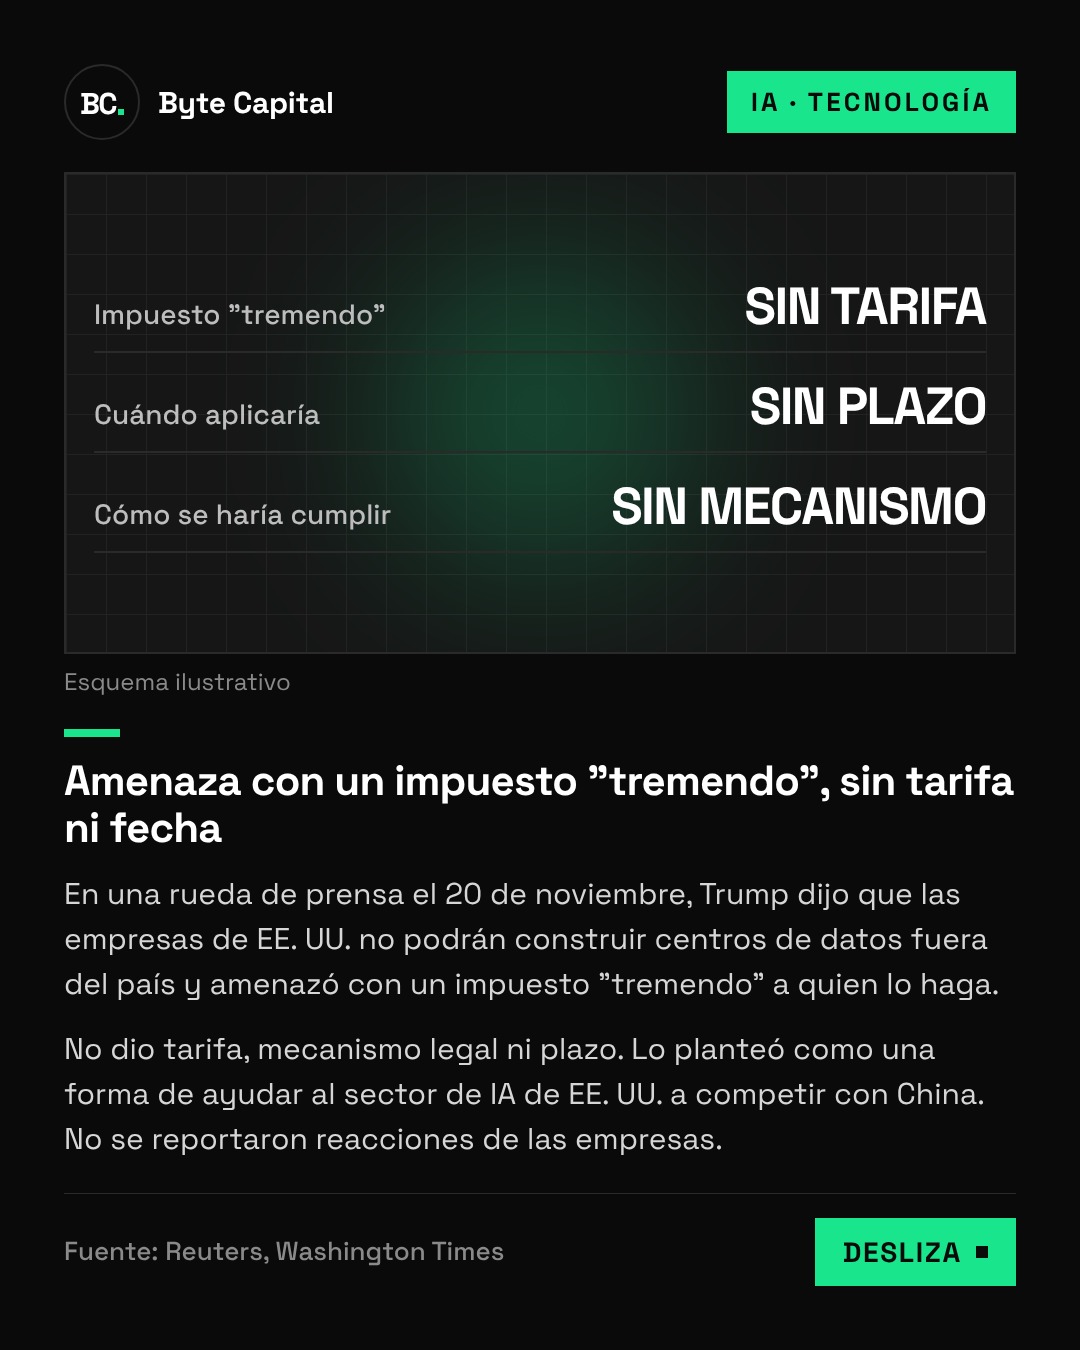 BC.
Byte Capital
IA · TECNOLOGÍA
Impuesto ”tremendo”
SIN TARIFA
Cuándo aplicaría
SIN PLAZO
Cómo se haría cumplir
SIN MECANISMO
Esquema ilustrativo
Amenaza con un impuesto ”tremendo”, sin tarifa
ni fecha
En una rueda de prensa el 20 de noviembre, Trump dijo que las
empresas de EE. UU. no podrán construir centros de datos fuera
del país y amenazó con un impuesto ”tremendo” a quien lo haga.
No dio tarifa, mecanismo legal ni plazo. Lo planteó como una
forma de ayudar al sector de IA de EE. UU. a competir con China.
No se reportaron reacciones de las empresas.
Fuente: Reuters, Washington Times
DESLIZA